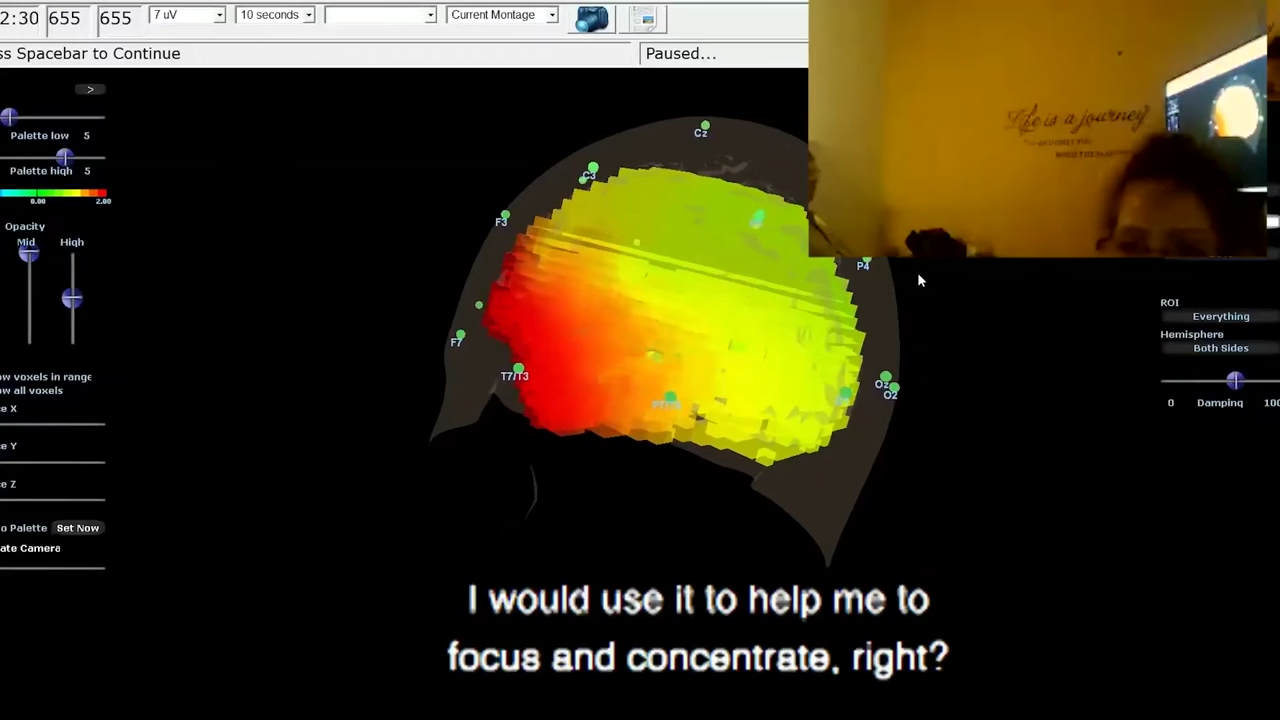 2:30 655 655 7 uV 10 seconds Current Montage
ss Spacebar to Continue Paused...
>
Palette low 5
Palette high 5
0.00 2.00
Opacity
Mid High
ow voxels in range
ow all voxels
ce X
ce Y
ce Z
o Palette Set Now
ate Camera
Cz
C3
F3
F7
T7/T3
P4
Oz
O2
Life is a journey
ROI
Everything
Hemisphere
Both Sides
0 Damping 100
I would use it to help me to
focus and concentrate, right?